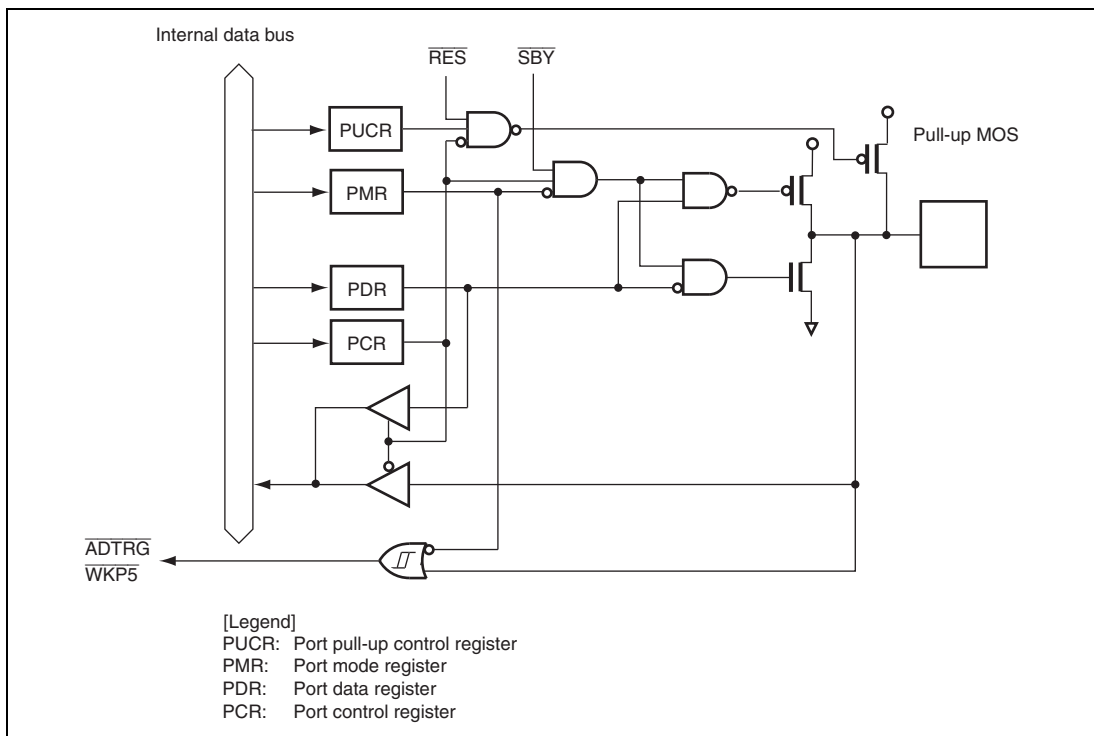 Internal data bus
RES
SBY
PUCR
Pull-up MOS
PMR
PDR
PCR
ADTRG
WKP5
[Legend]
PUCR: Port pull-up control register
PMR: Port mode register
PDR: Port data register
PCR: Port control register